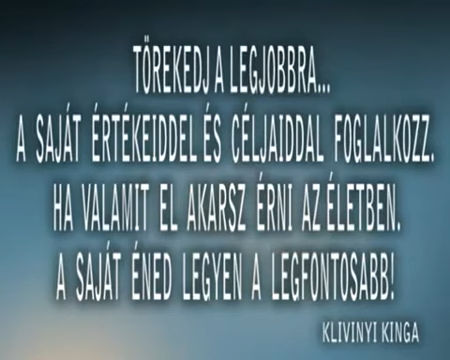 TÖREKEDJ A LEGJOBBRA...
A SAJÁT ÉRTÉKEIDDEL ÉS CÉLJAIDDAL FOGLALKOZZ.
HA VALAMIT EL AKARSZ ÉRNI AZ ÉLETBEN.
A SAJÁT ÉNED LEGYEN A LEGFONTOSABB!
KLIVINYI KINGA